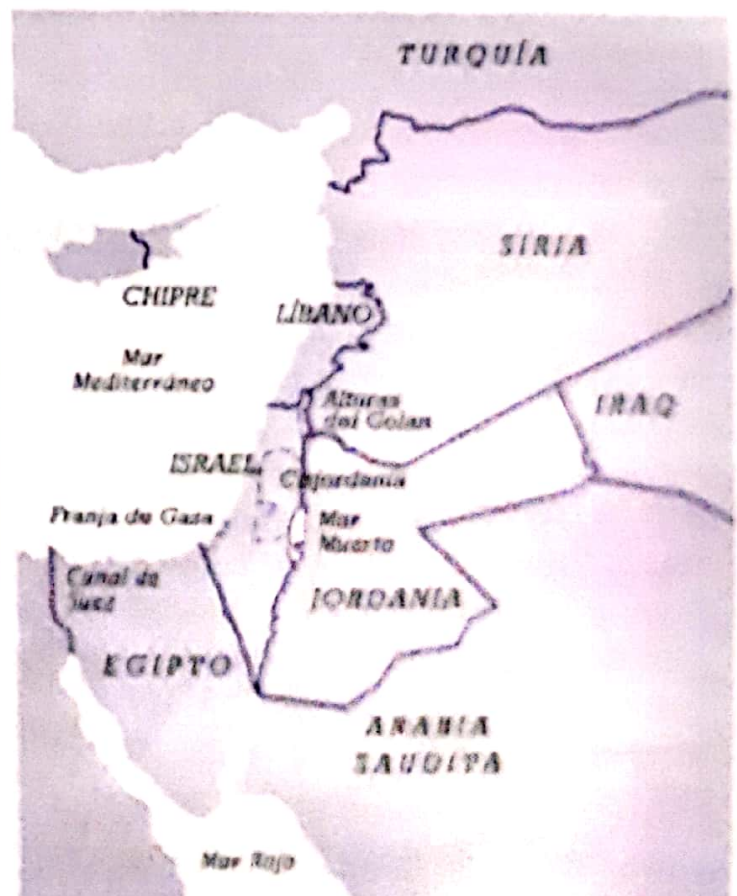 TURQUÍA
SIRIA
CHIPRE
LÍBANO
Mar
Mediterráneo
Alturas
del Golan
IRAQ
ISRAEL
Cisjordania
Franja de Gaza
Mar
Muerto
Canal de
Suez
JORDANIA
EGIPTO
ARABIA
SAUDITA
Mar Rojo